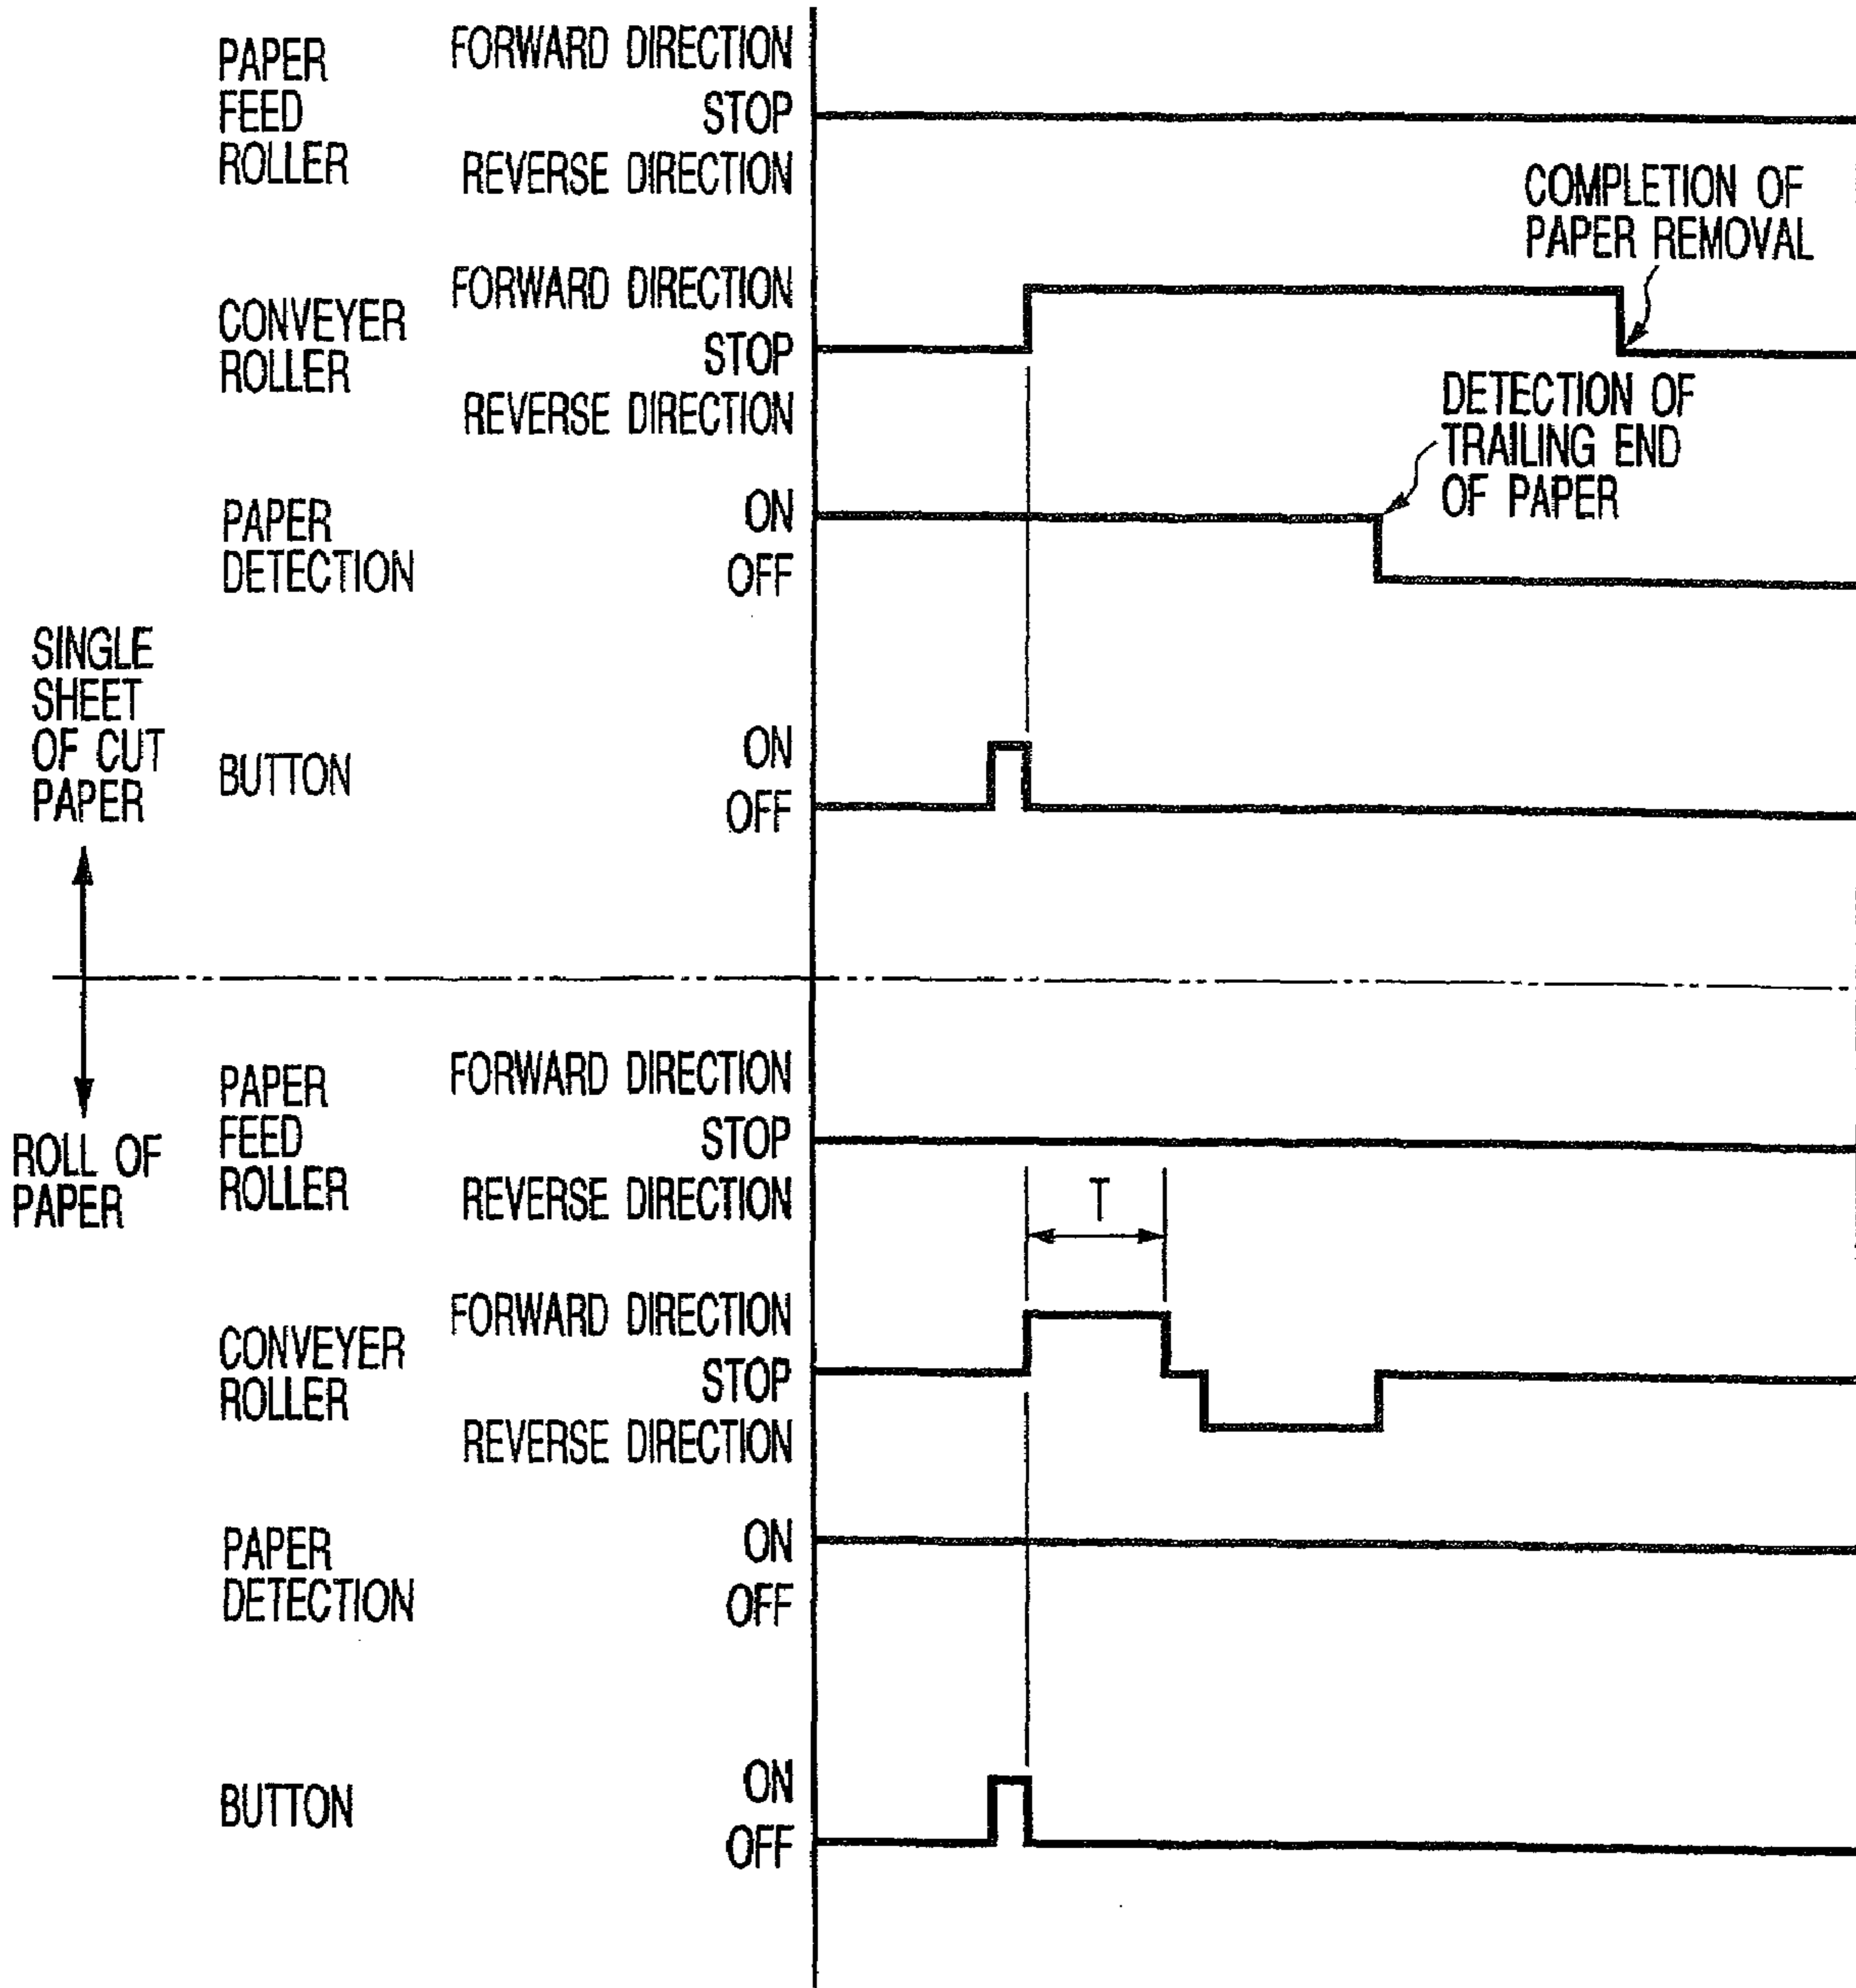 PAPER
FEED
ROLLER
FORWARD DIRECTION
STOP
REVERSE DIRECTION
COMPLETION OF
PAPER REMOVAL
CONVEYER
ROLLER
FORWARD DIRECTION
STOP
REVERSE DIRECTION
DETECTION OF
TRAILING END
OF PAPER
PAPER
DETECTION
ON
OFF
SINGLE
SHEET
OF CUT
PAPER
BUTTON
ON
OFF
ROLL OF
PAPER
PAPER
FEED
ROLLER
FORWARD DIRECTION
STOP
REVERSE DIRECTION
T
CONVEYER
ROLLER
FORWARD DIRECTION
STOP
REVERSE DIRECTION
PAPER
DETECTION
ON
OFF
BUTTON
ON
OFF